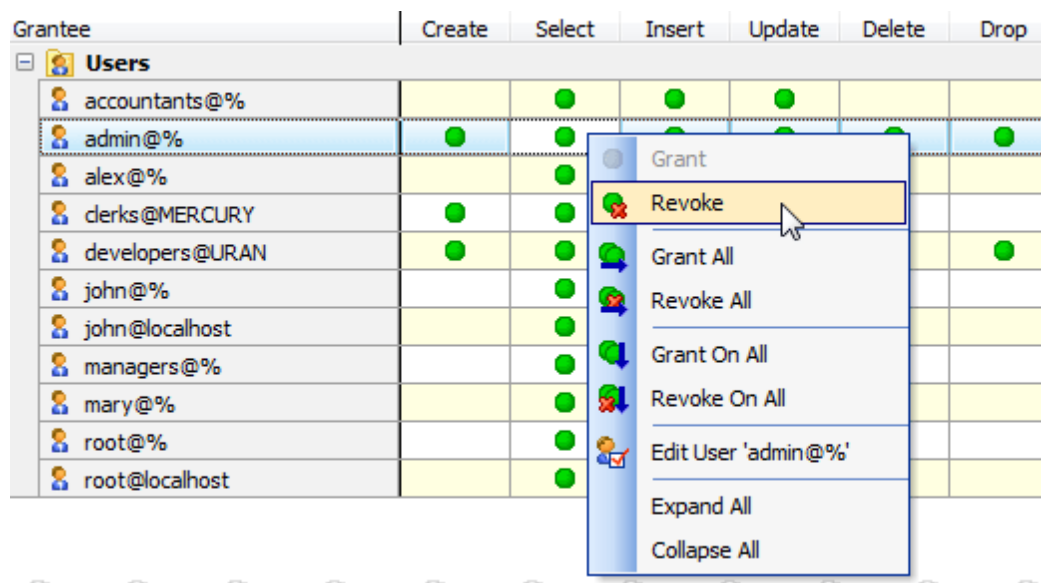 Grantee Create Select Insert Update Delete Drop
Users
accountants@%
admin@%
Grant
alex@%
Revoke
clerks@MERCURY
developers@URAN
Grant All
john@%
Revoke All
john@localhost
Grant On All
managers@%
Revoke On All
mary@%
root@%
Edit User 'admin@%'
root@localhost
Expand All
Collapse All